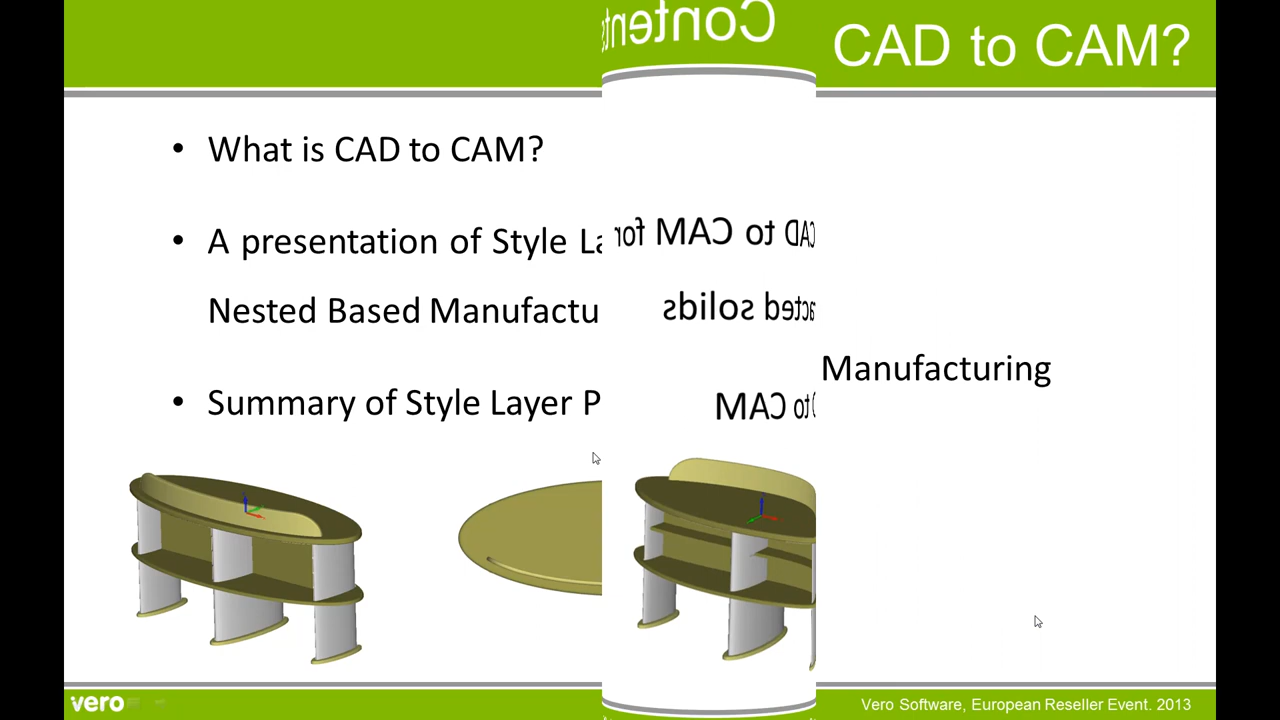 Contents
CAD to CAM?
• What is CAD to CAM?
• A presentation of Style La
CAD to CAM for
Nested Based Manufactu
acted solids
Manufacturing
• Summary of Style Layer P
to CAM
vero
Vero Software, European Reseller Event. 2013